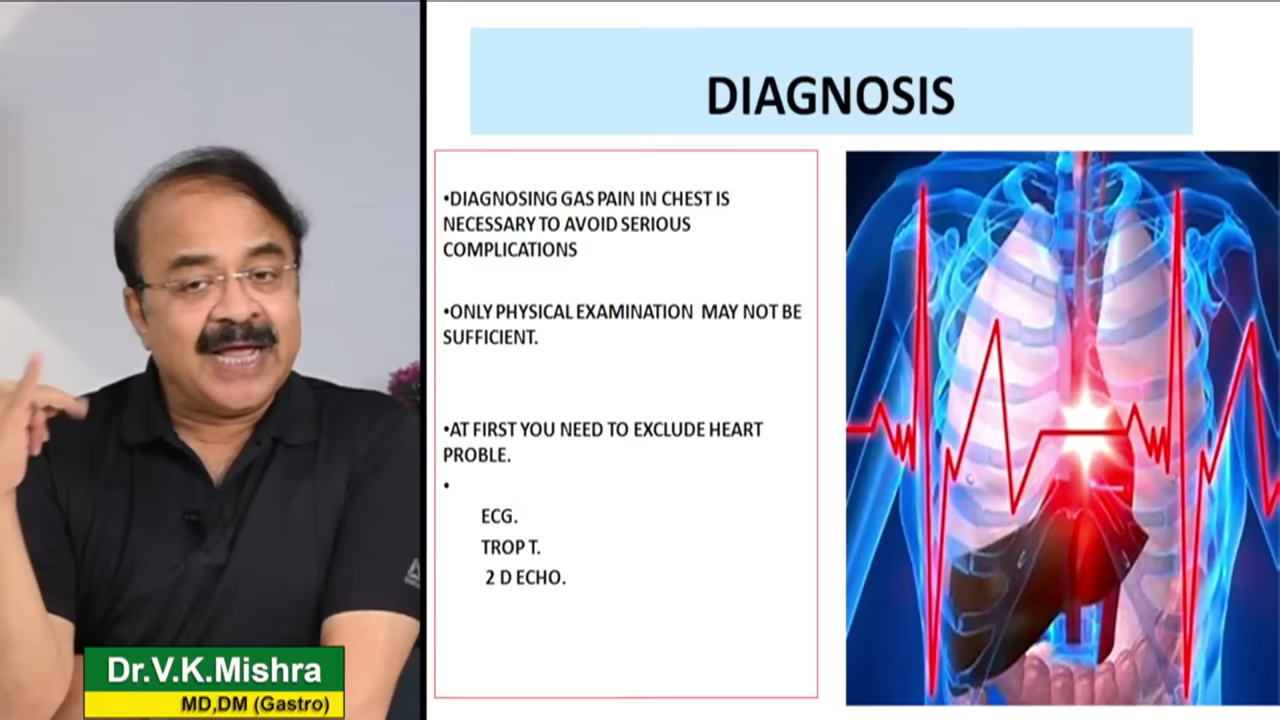 DIAGNOSIS
•DIAGNOSING GAS PAIN IN CHEST IS
NECESSARY TO AVOID SERIOUS
COMPLICATIONS
•ONLY PHYSICAL EXAMINATION MAY NOT BE
SUFFICIENT.
•AT FIRST YOU NEED TO EXCLUDE HEART
PROBLE.
•
ECG.
TROP T.
2 D ECHO.
Dr.V.K.Mishra
MD,DM (Gastro)